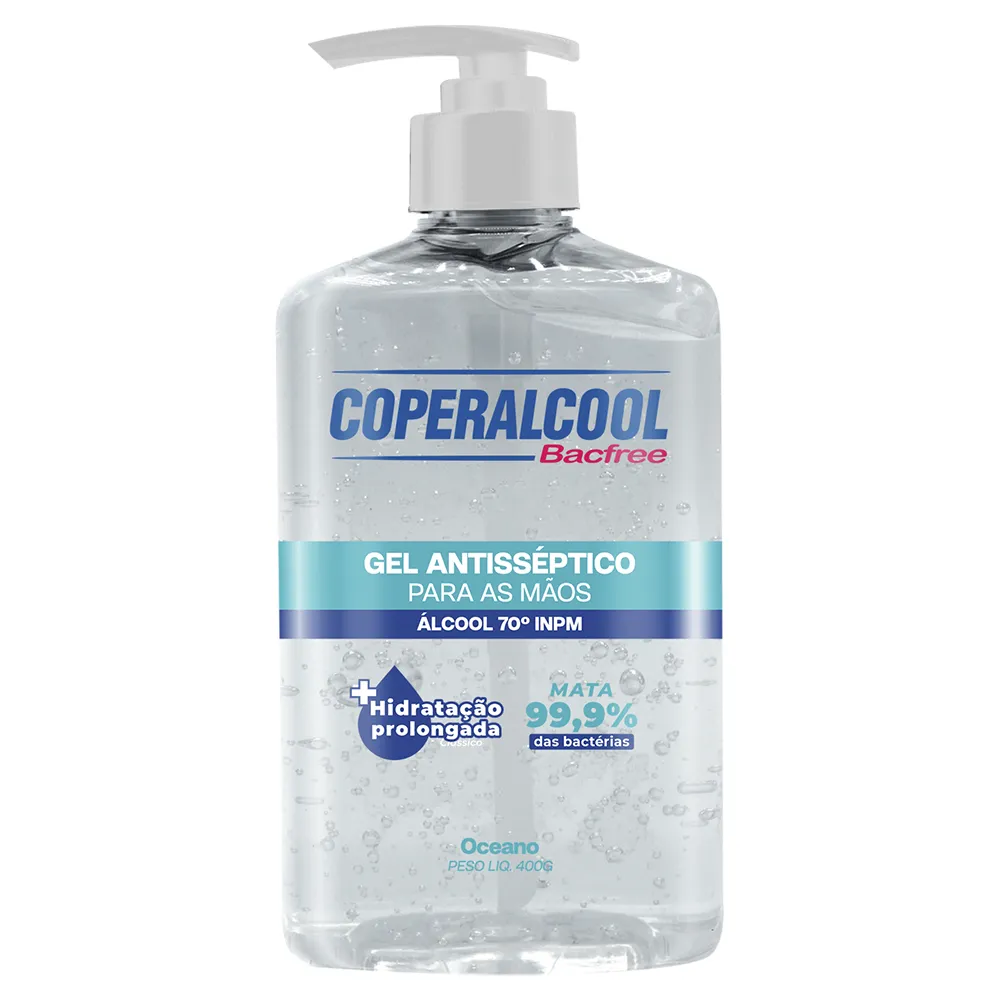 COPERALCOOL
Bacfree
GEL ANTISSÉPTICO
PARA AS MÃOS
ÁLCOOL 70º INPM
+Hidratação
prolongada
Clássico
MATA
99,9%
das bactérias
Oceano
PESO LIQ. 400G